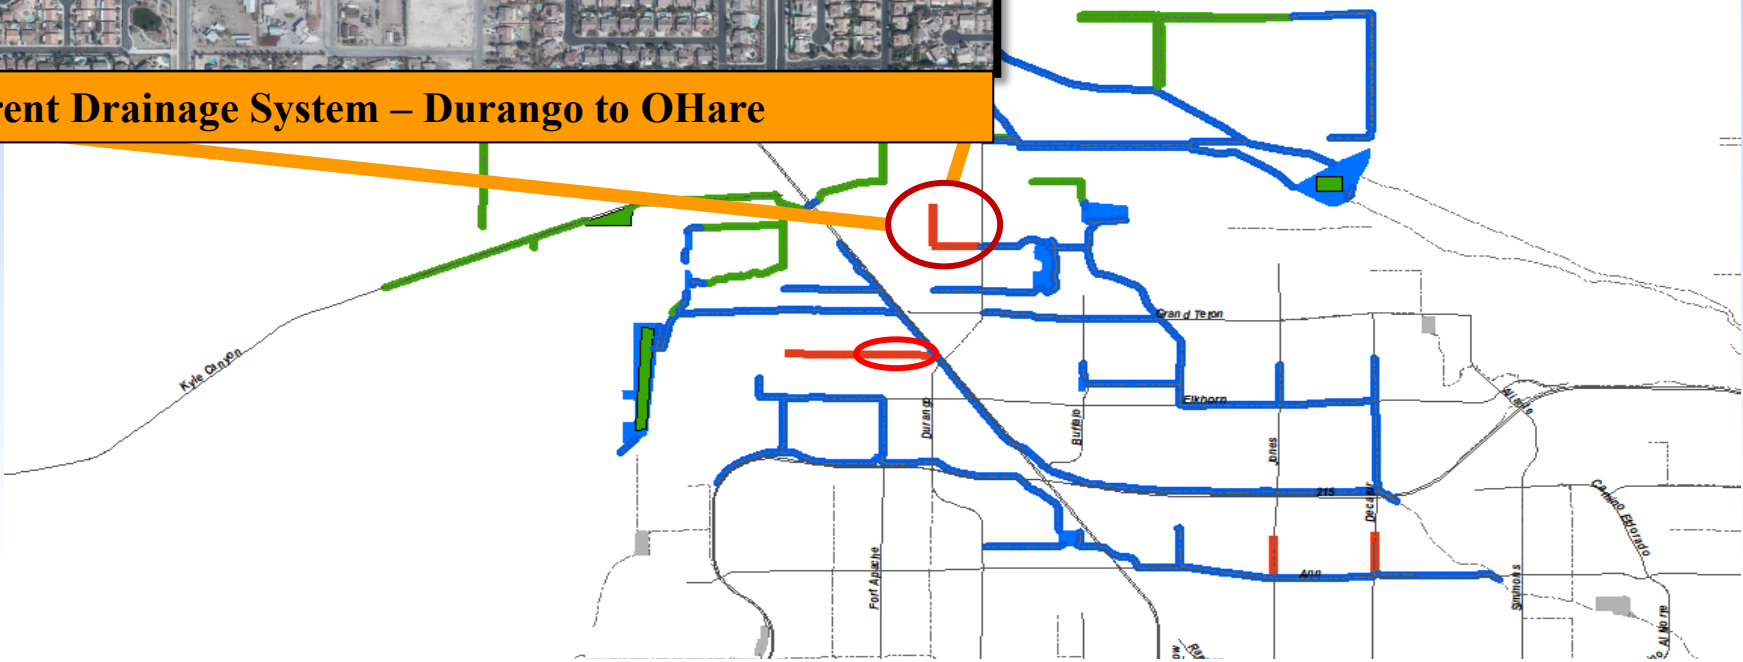 rent Drainage System – Durango to OHare
Grand Teton
Kyle Canyon
Elkhorn
Aliante
Durango
Buffalo
Jones
215
Decatur
Camino Eldorado
Fort Apache
Ann
Simmons